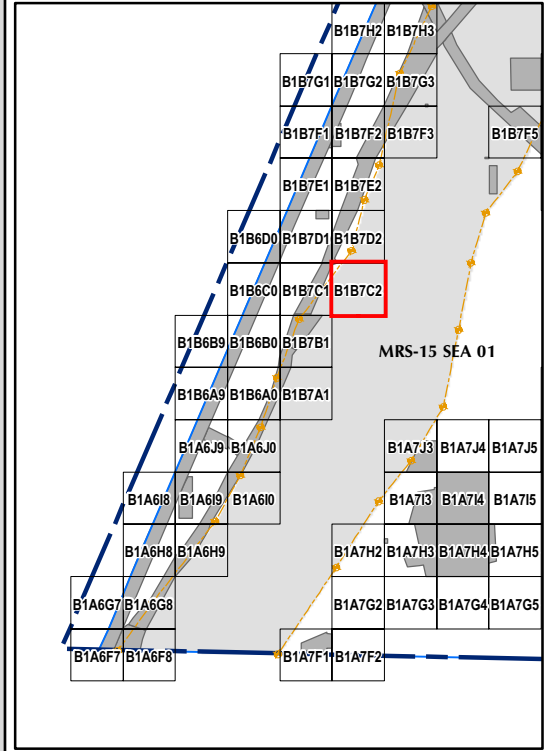 B1B7H2 B1B7H3
B1B7G1 B1B7G2 B1B7G3
B1B7F1 B1B7F2 B1B7F3 B1B7F5
B1B7E1 B1B7E2
B1B6D0 B1B7D1 B1B7D2
B1B6C0 B1B7C1 B1B7C2
B1B6B9 B1B6B0 B1B7B1
MRS-15 SEA 01
B1B6A9 B1B6A0 B1B7A1
B1A6J9 B1A6J0 B1A7J3 B1A7J4 B1A7J5
B1A6I8 B1A6I9 B1A6I0 B1A7I3 B1A7I4 B1A7I5
B1A6H8 B1A6H9 B1A7H2 B1A7H3 B1A7H4 B1A7H5
B1A6G7 B1A6G8 B1A7G2 B1A7G3 B1A7G4 B1A7G5
B1A6F7 B1A6F8 B1A7F1 B1A7F2